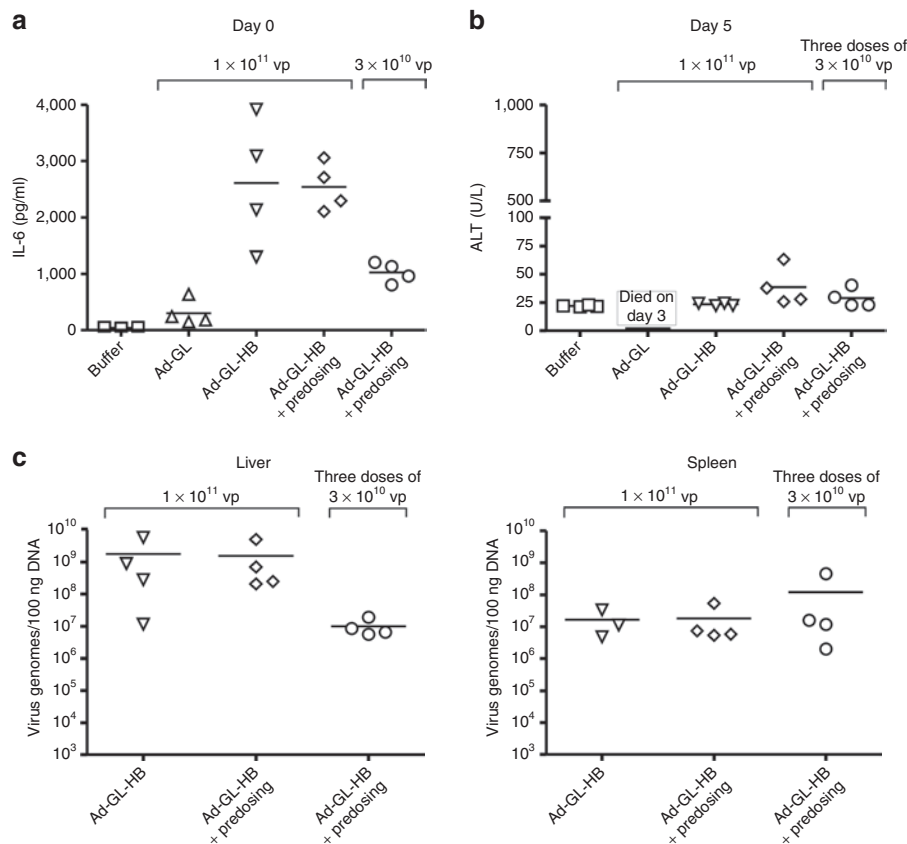 a
Day 0
1 × 10¹¹ vp
3 × 10¹⁰ vp
IL-6 (pg/ml)
4,000
3,000
2,000
1,000
0
Buffer
Ad-GL
Ad-GL-HB
Ad-GL-HB
+ predosing
Ad-GL-HB
+ predosing
b
Day 5
1 × 10¹¹ vp
Three doses of
3 × 10¹⁰ vp
ALT (U/L)
1,000
750
500
100
75
50
25
0
Died on
day 3
Buffer
Ad-GL
Ad-GL-HB
Ad-GL-HB
+ predosing
Ad-GL-HB
+ predosing
c
Liver
1 × 10¹¹ vp
Three doses of
3 × 10¹⁰ vp
Virus genomes/100 ng DNA
10¹⁰
10⁹
10⁸
10⁷
10⁶
10⁵
10⁴
10³
Ad-GL-HB
Ad-GL-HB
+ predosing
Ad-GL-HB
+ predosing
Spleen
1 × 10¹¹ vp
Three doses of
3 × 10¹⁰ vp
Virus genomes/100 ng DNA
10¹⁰
10⁹
10⁸
10⁷
10⁶
10⁵
10⁴
10³
Ad-GL-HB
Ad-GL-HB
+ predosing
Ad-GL-HB
+ predosing